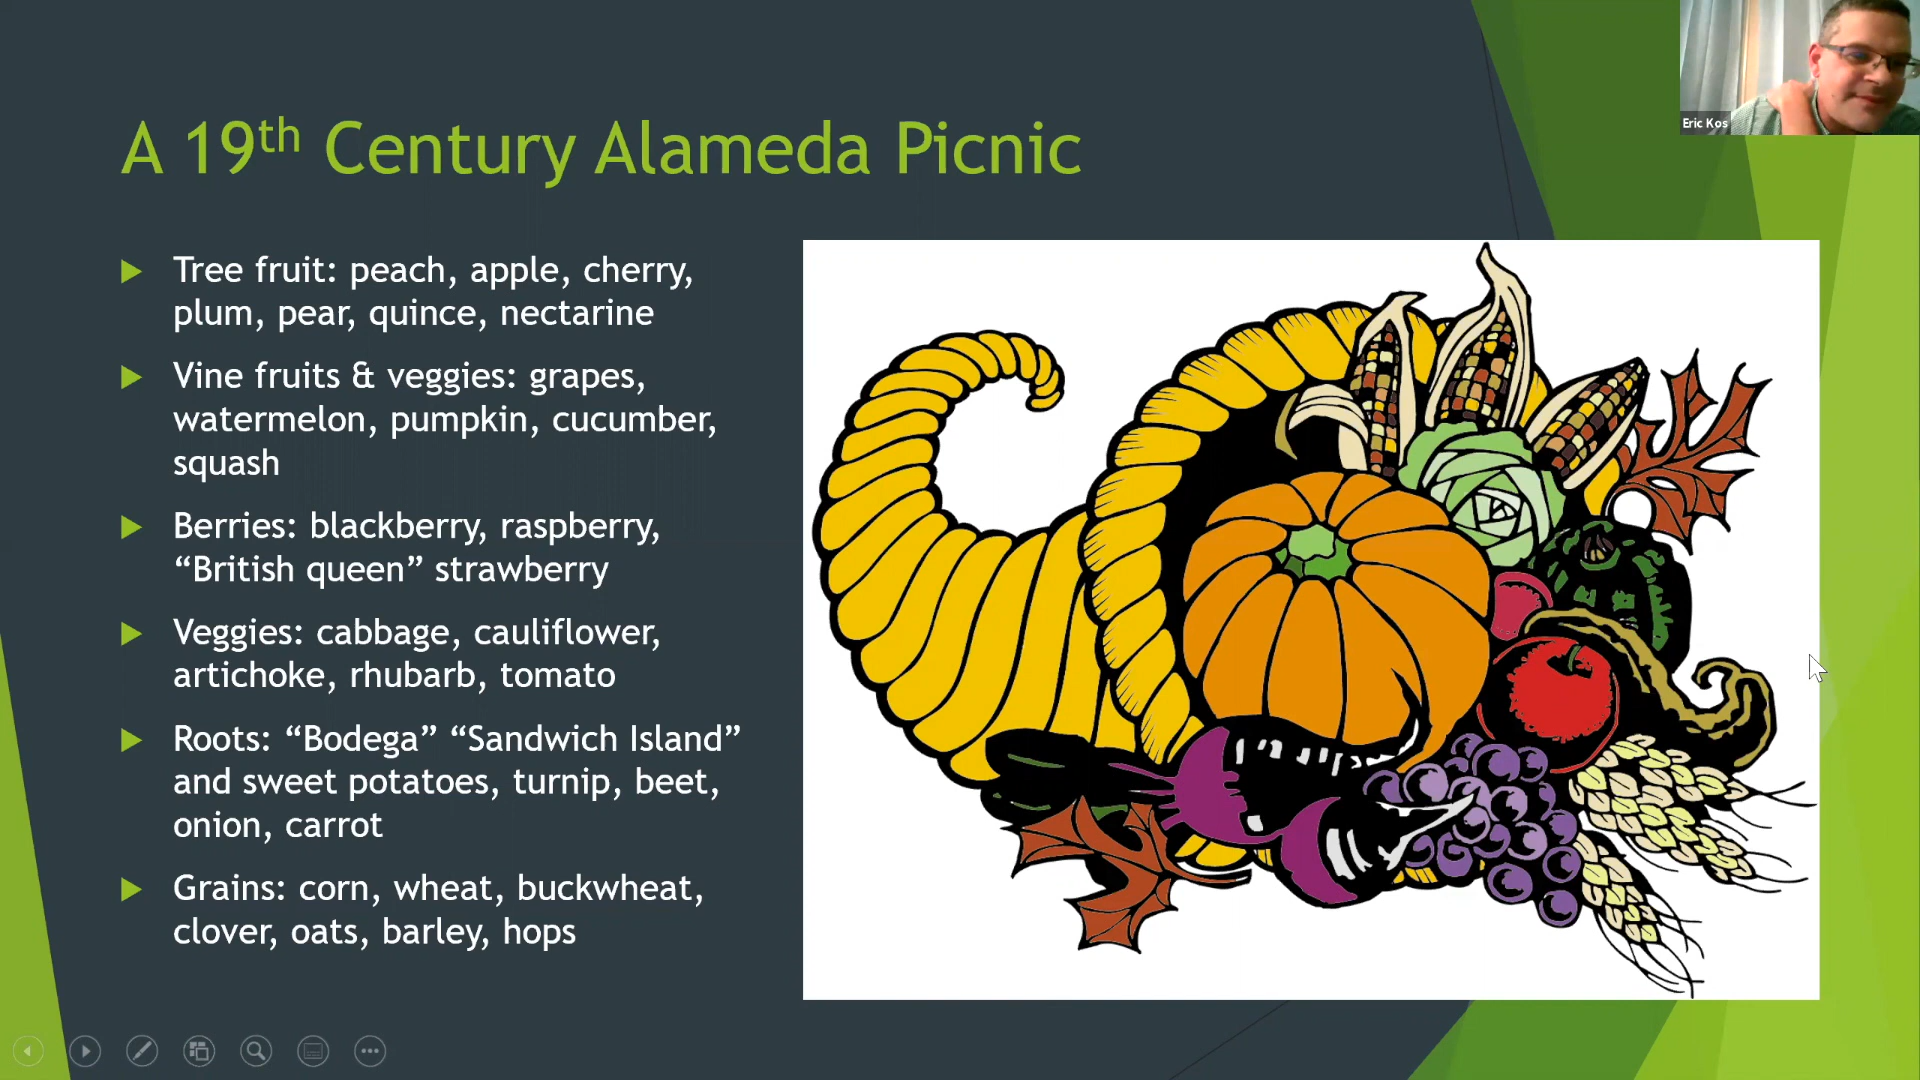 Eric Kos
A 19th Century Alameda Picnic
Tree fruit: peach, apple, cherry,
plum, pear, quince, nectarine
Vine fruits & veggies: grapes,
watermelon, pumpkin, cucumber,
squash
Berries: blackberry, raspberry,
“British queen” strawberry
Veggies: cabbage, cauliflower,
artichoke, rhubarb, tomato
Roots: “Bodega” “Sandwich Island”
and sweet potatoes, turnip, beet,
onion, carrot
Grains: corn, wheat, buckwheat,
clover, oats, barley, hops